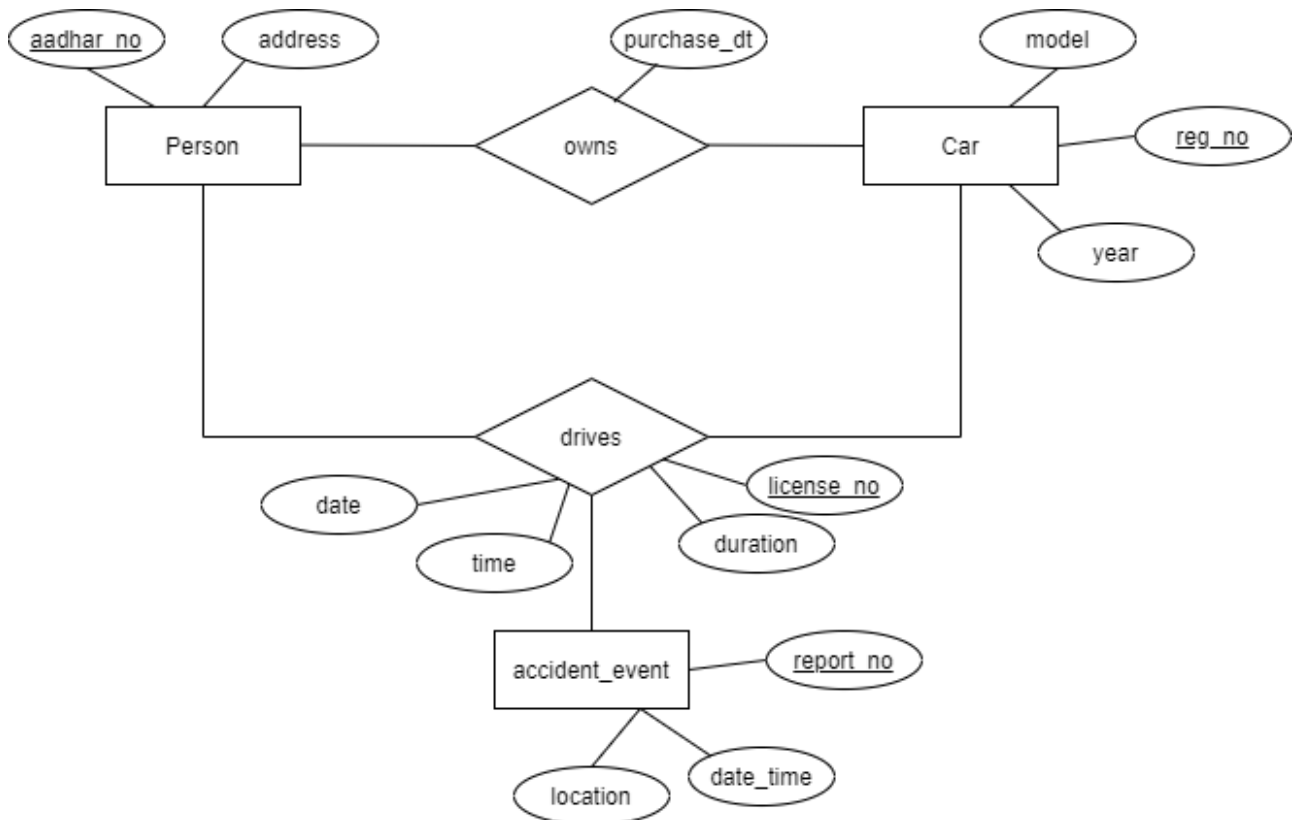 aadhar_no
address
purchase_dt
model
Person
owns
Car
reg_no
year
drives
date
time
license_no
duration
accident_event
report_no
location
date_time